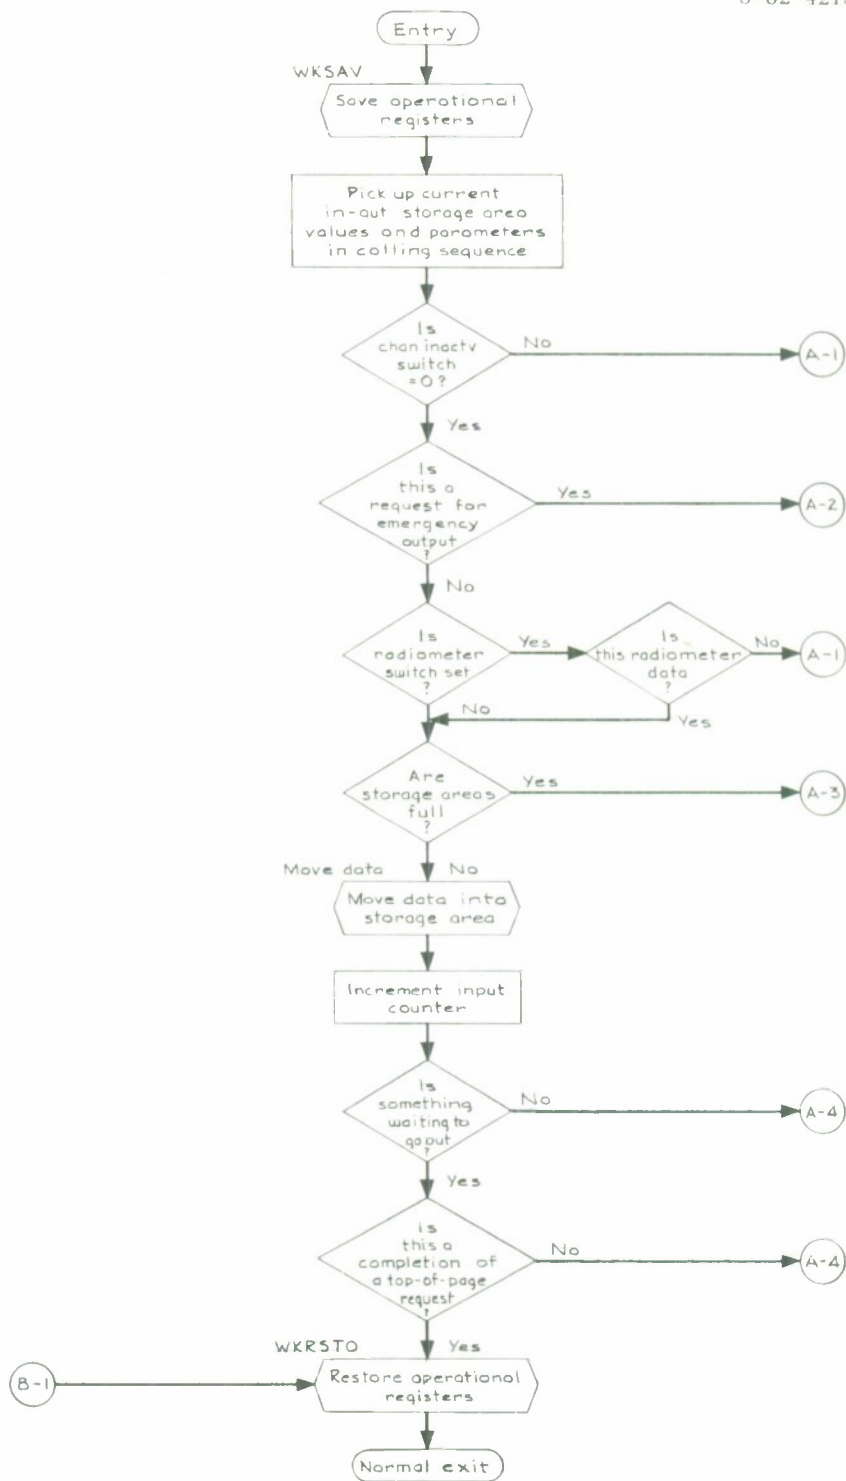 Entry
WKSAV
Save operational
registers
Pick up current
in-out storage area
values and parameters
in calling sequence
Is
chan inactv
switch
=0?
No
A-1
Yes
Is
this a
request for
emergency
output
?
Yes
A-2
No
Is
radiometer
switch set
?
Yes
Is
this radiometer
data
?
No
A-1
No
Yes
Are
storage areas
full
?
Yes
A-3
Move data
No
Move data into
storage area
Increment input
counter
Is
something
waiting to
go out
?
No
A-4
Yes
is
this a
completion of
a top-of-page
request
?
No
A-4
WKRSTO
Yes
B-1
Restore operational
registers
Normal exit